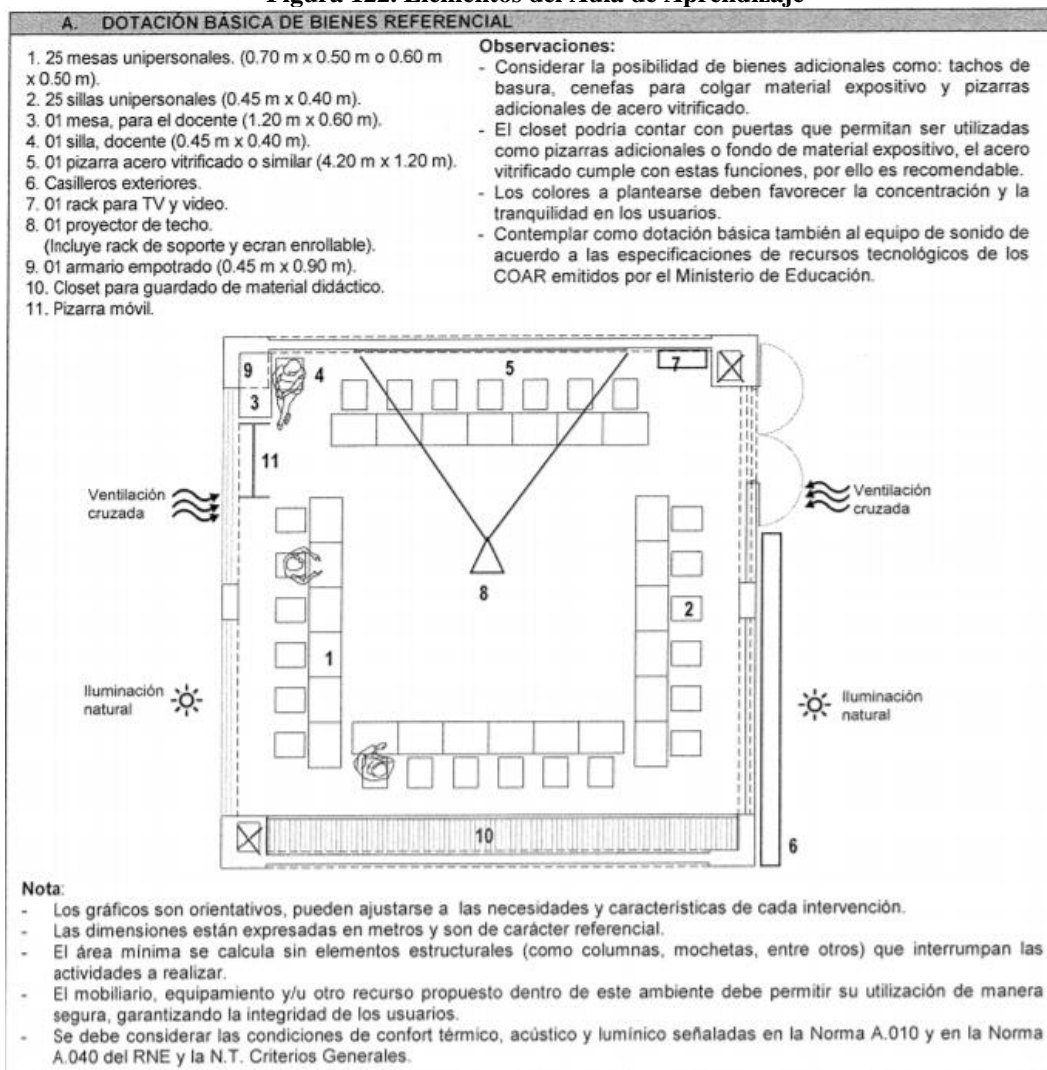 Figura 122. Elementos del Aula de Aprendizaje
A. DOTACIÓN BÁSICA DE BIENES REFERENCIAL
1. 25 mesas unipersonales. (0.70 m x 0.50 m o 0.60 m
x 0.50 m).
2. 25 sillas unipersonales (0.45 m x 0.40 m).
3. 01 mesa, para el docente (1.20 m x 0.60 m).
4. 01 silla, docente (0.45 m x 0.40 m).
5. 01 pizarra acero vitrificado o similar (4.20 m x 1.20 m).
6. Casilleros exteriores.
7. 01 rack para TV y video.
8. 01 proyector de techo.
(Incluye rack de soporte y ecran enrollable).
9. 01 armario empotrado (0.45 m x 0.90 m).
10. Closet para guardado de material didáctico.
11. Pizarra móvil.
Observaciones:
- Considerar la posibilidad de bienes adicionales como: tachos de
basura, cenefas para colgar material expositivo y pizarras
adicionales de acero vitrificado.
- El closet podría contar con puertas que permitan ser utilizadas
como pizarras adicionales o fondo de material expositivo, el acero
vitrificado cumple con estas funciones, por ello es recomendable.
- Los colores a plantearse deben favorecer la concentración y la
tranquilidad en los usuarios.
- Contemplar como dotación básica también al equipo de sonido de
acuerdo a las especificaciones de recursos tecnológicos de los
COAR emitidos por el Ministerio de Educación.
9
4
5
7
3
11
Ventilación
cruzada
Ventilación
cruzada
8
2
1
Iluminación
natural
Iluminación
natural
10
6
Nota:
- Los gráficos son orientativos, pueden ajustarse a las necesidades y características de cada intervención.
- Las dimensiones están expresadas en metros y son de carácter referencial.
- El área mínima se calcula sin elementos estructurales (como columnas, mochetas, entre otros) que interrumpan las
actividades a realizar.
- El mobiliario, equipamiento y/u otro recurso propuesto dentro de este ambiente debe permitir su utilización de manera
segura, garantizando la integridad de los usuarios.
- Se debe considerar las condiciones de confort térmico, acústico y lumínico señaladas en la Norma A.010 y en la Norma
A.040 del RNE y la N.T. Criterios Generales.